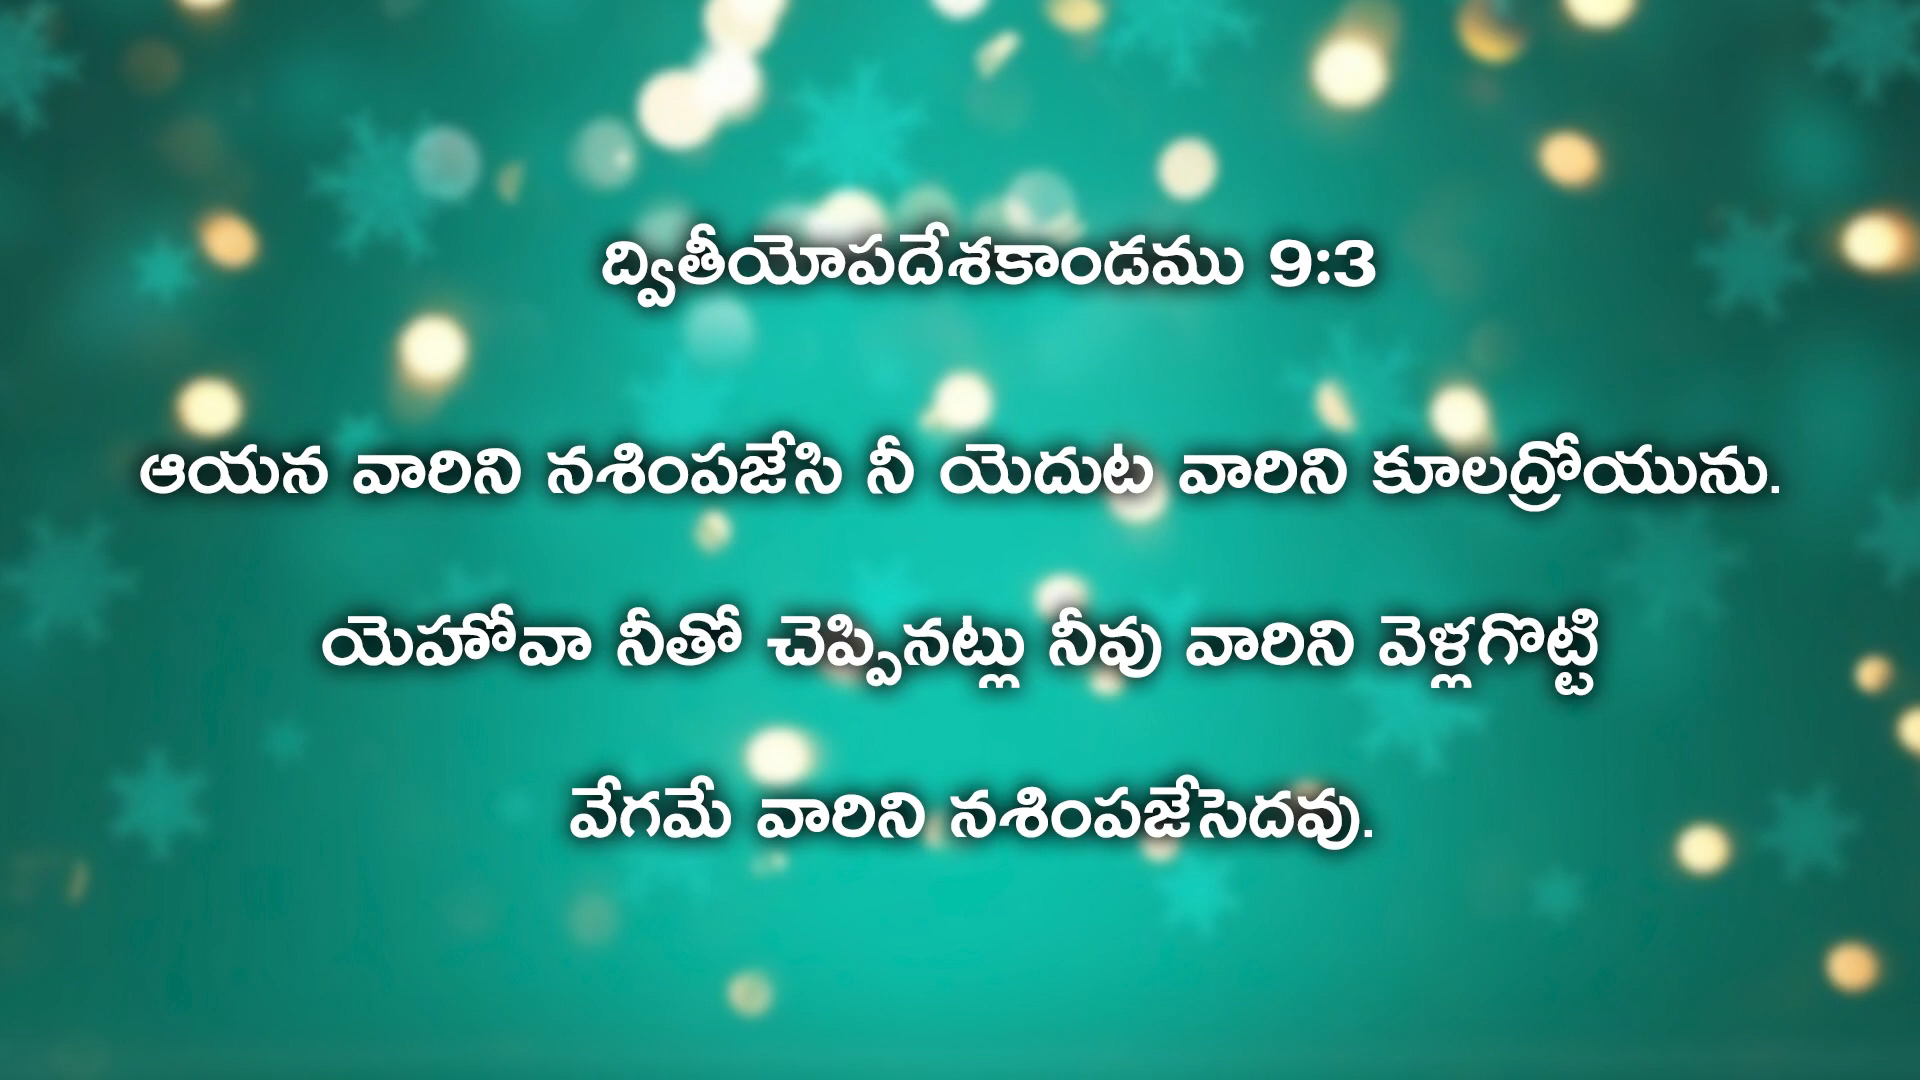 ద్వితీయోపదేశకాండము 9:3
ఆయన వారిని నశింపజేసి నీ యెదుట వారిని కూలద్రోయును.
యెహోవా నీతో చెప్పినట్లు నీవు వారిని వెళ్లగొట్టి
వేగమే వారిని నశింపజేసెదవు.